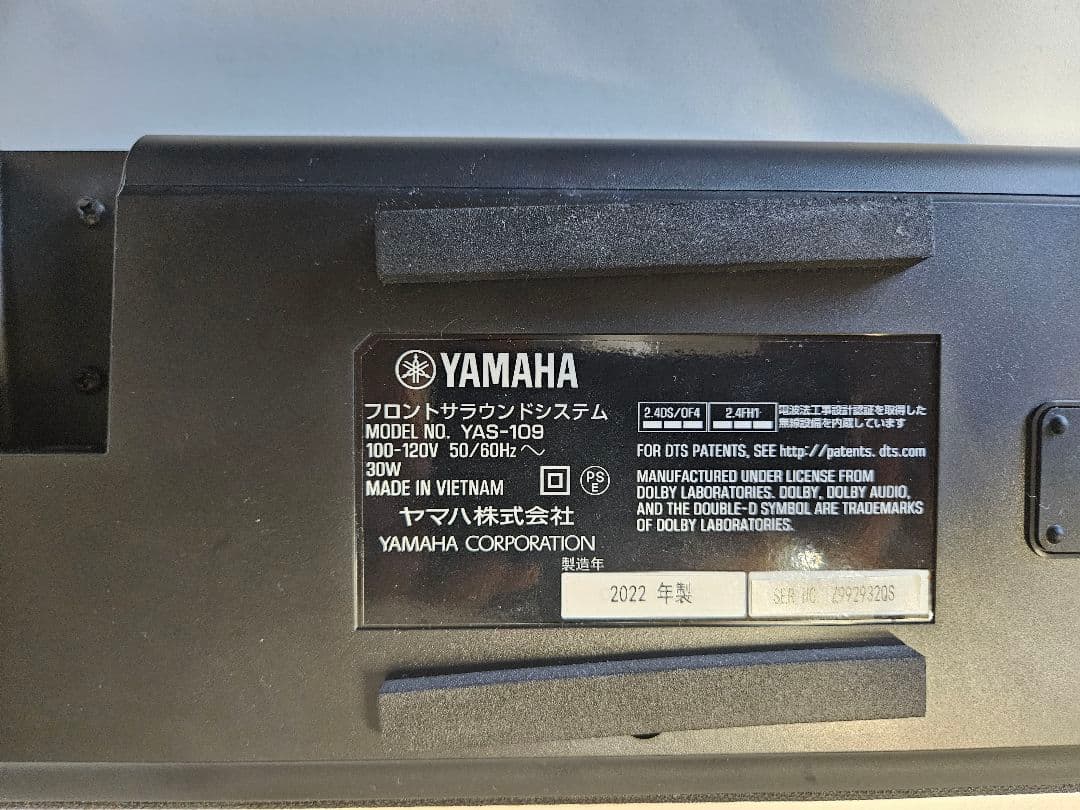 YAMAHA
フロントサラウンドシステム
MODEL NO. YAS-109
100-120V 50/60Hz ～
30W
MADE IN VIETNAM
PS
E
ヤマハ株式会社
YAMAHA CORPORATION
2.4DS/OF4
2.4FH1
電波法工事設計認証を取得した
無線設備を内蔵しています
FOR DTS PATENTS, SEE http://patents. dts.com
MANUFACTURED UNDER LICENSE FROM
DOLBY LABORATORIES. DOLBY, DOLBY AUDIO,
AND THE DOUBLE-D SYMBOL ARE TRADEMARKS
OF DOLBY LABORATORIES.
製造年
2022 年製
SER NO. Z992932QS